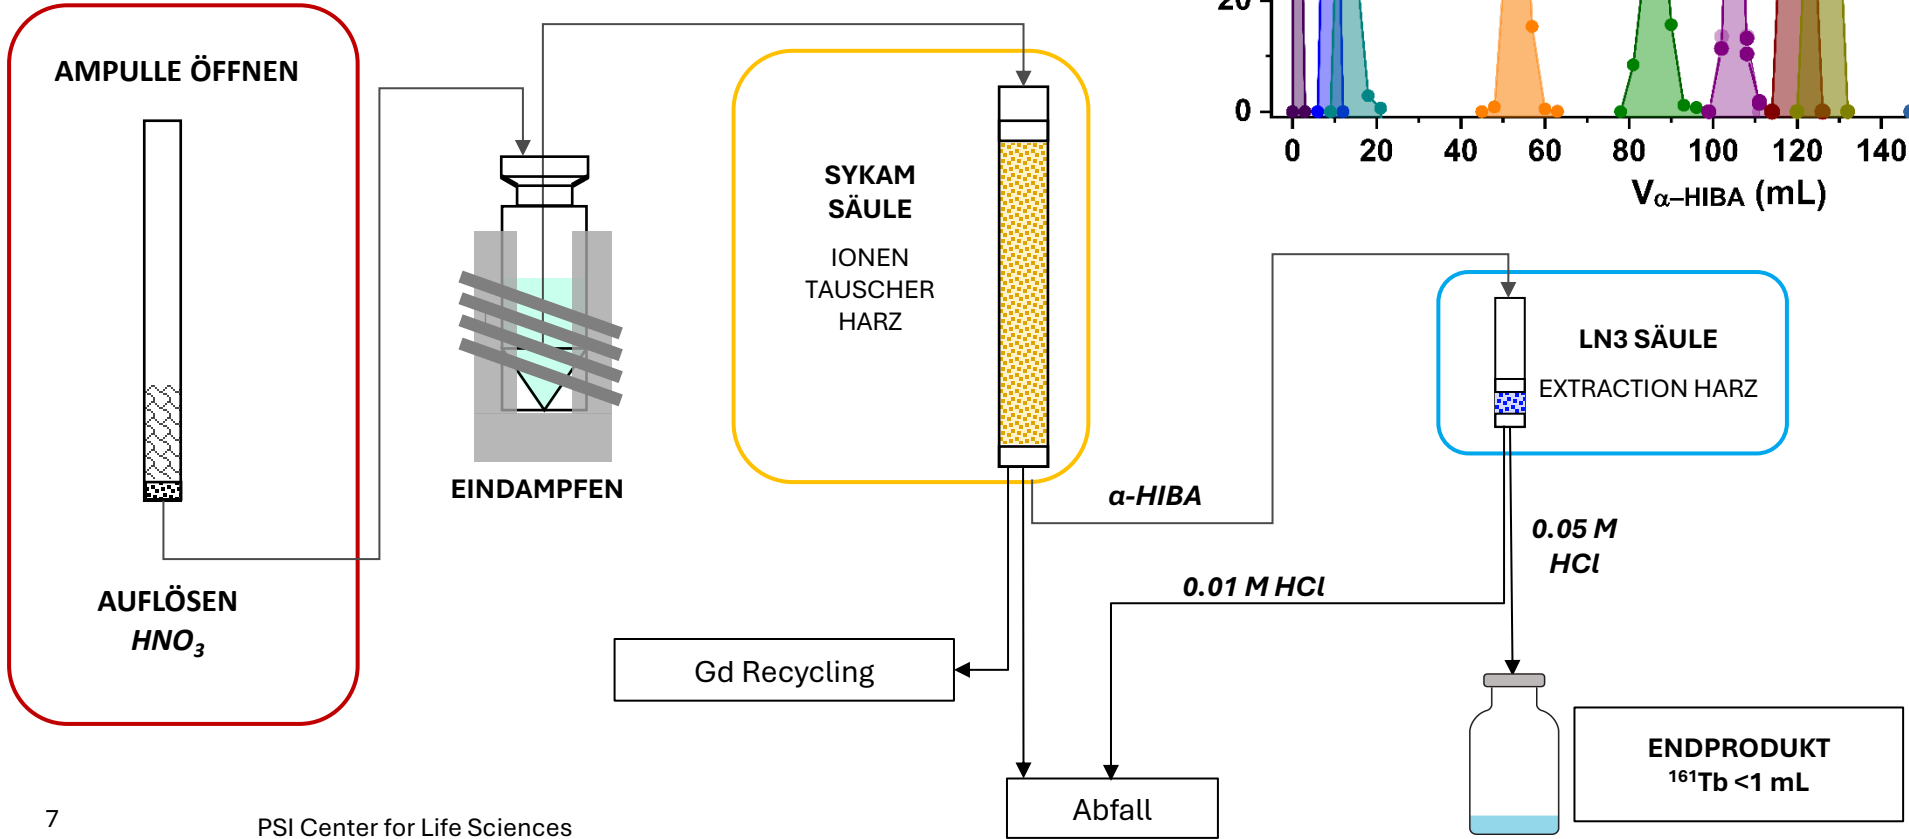 AMPULLE ÖFFNEN
AUFLÖSEN
HNO₃
EINDAMPFEN
SYKAM
SÄULE
IONEN
TAUSCHER
HARZ
20
0
0 20 40 60 80 100 120 140
Vα–HIBA (mL)
LN3 SÄULE
EXTRACTION HARZ
α-HIBA
0.05 M
HCl
0.01 M HCl
Gd Recycling
Abfall
ENDPRODUKT
¹⁶¹Tb <1 mL
7
PSI Center for Life Sciences